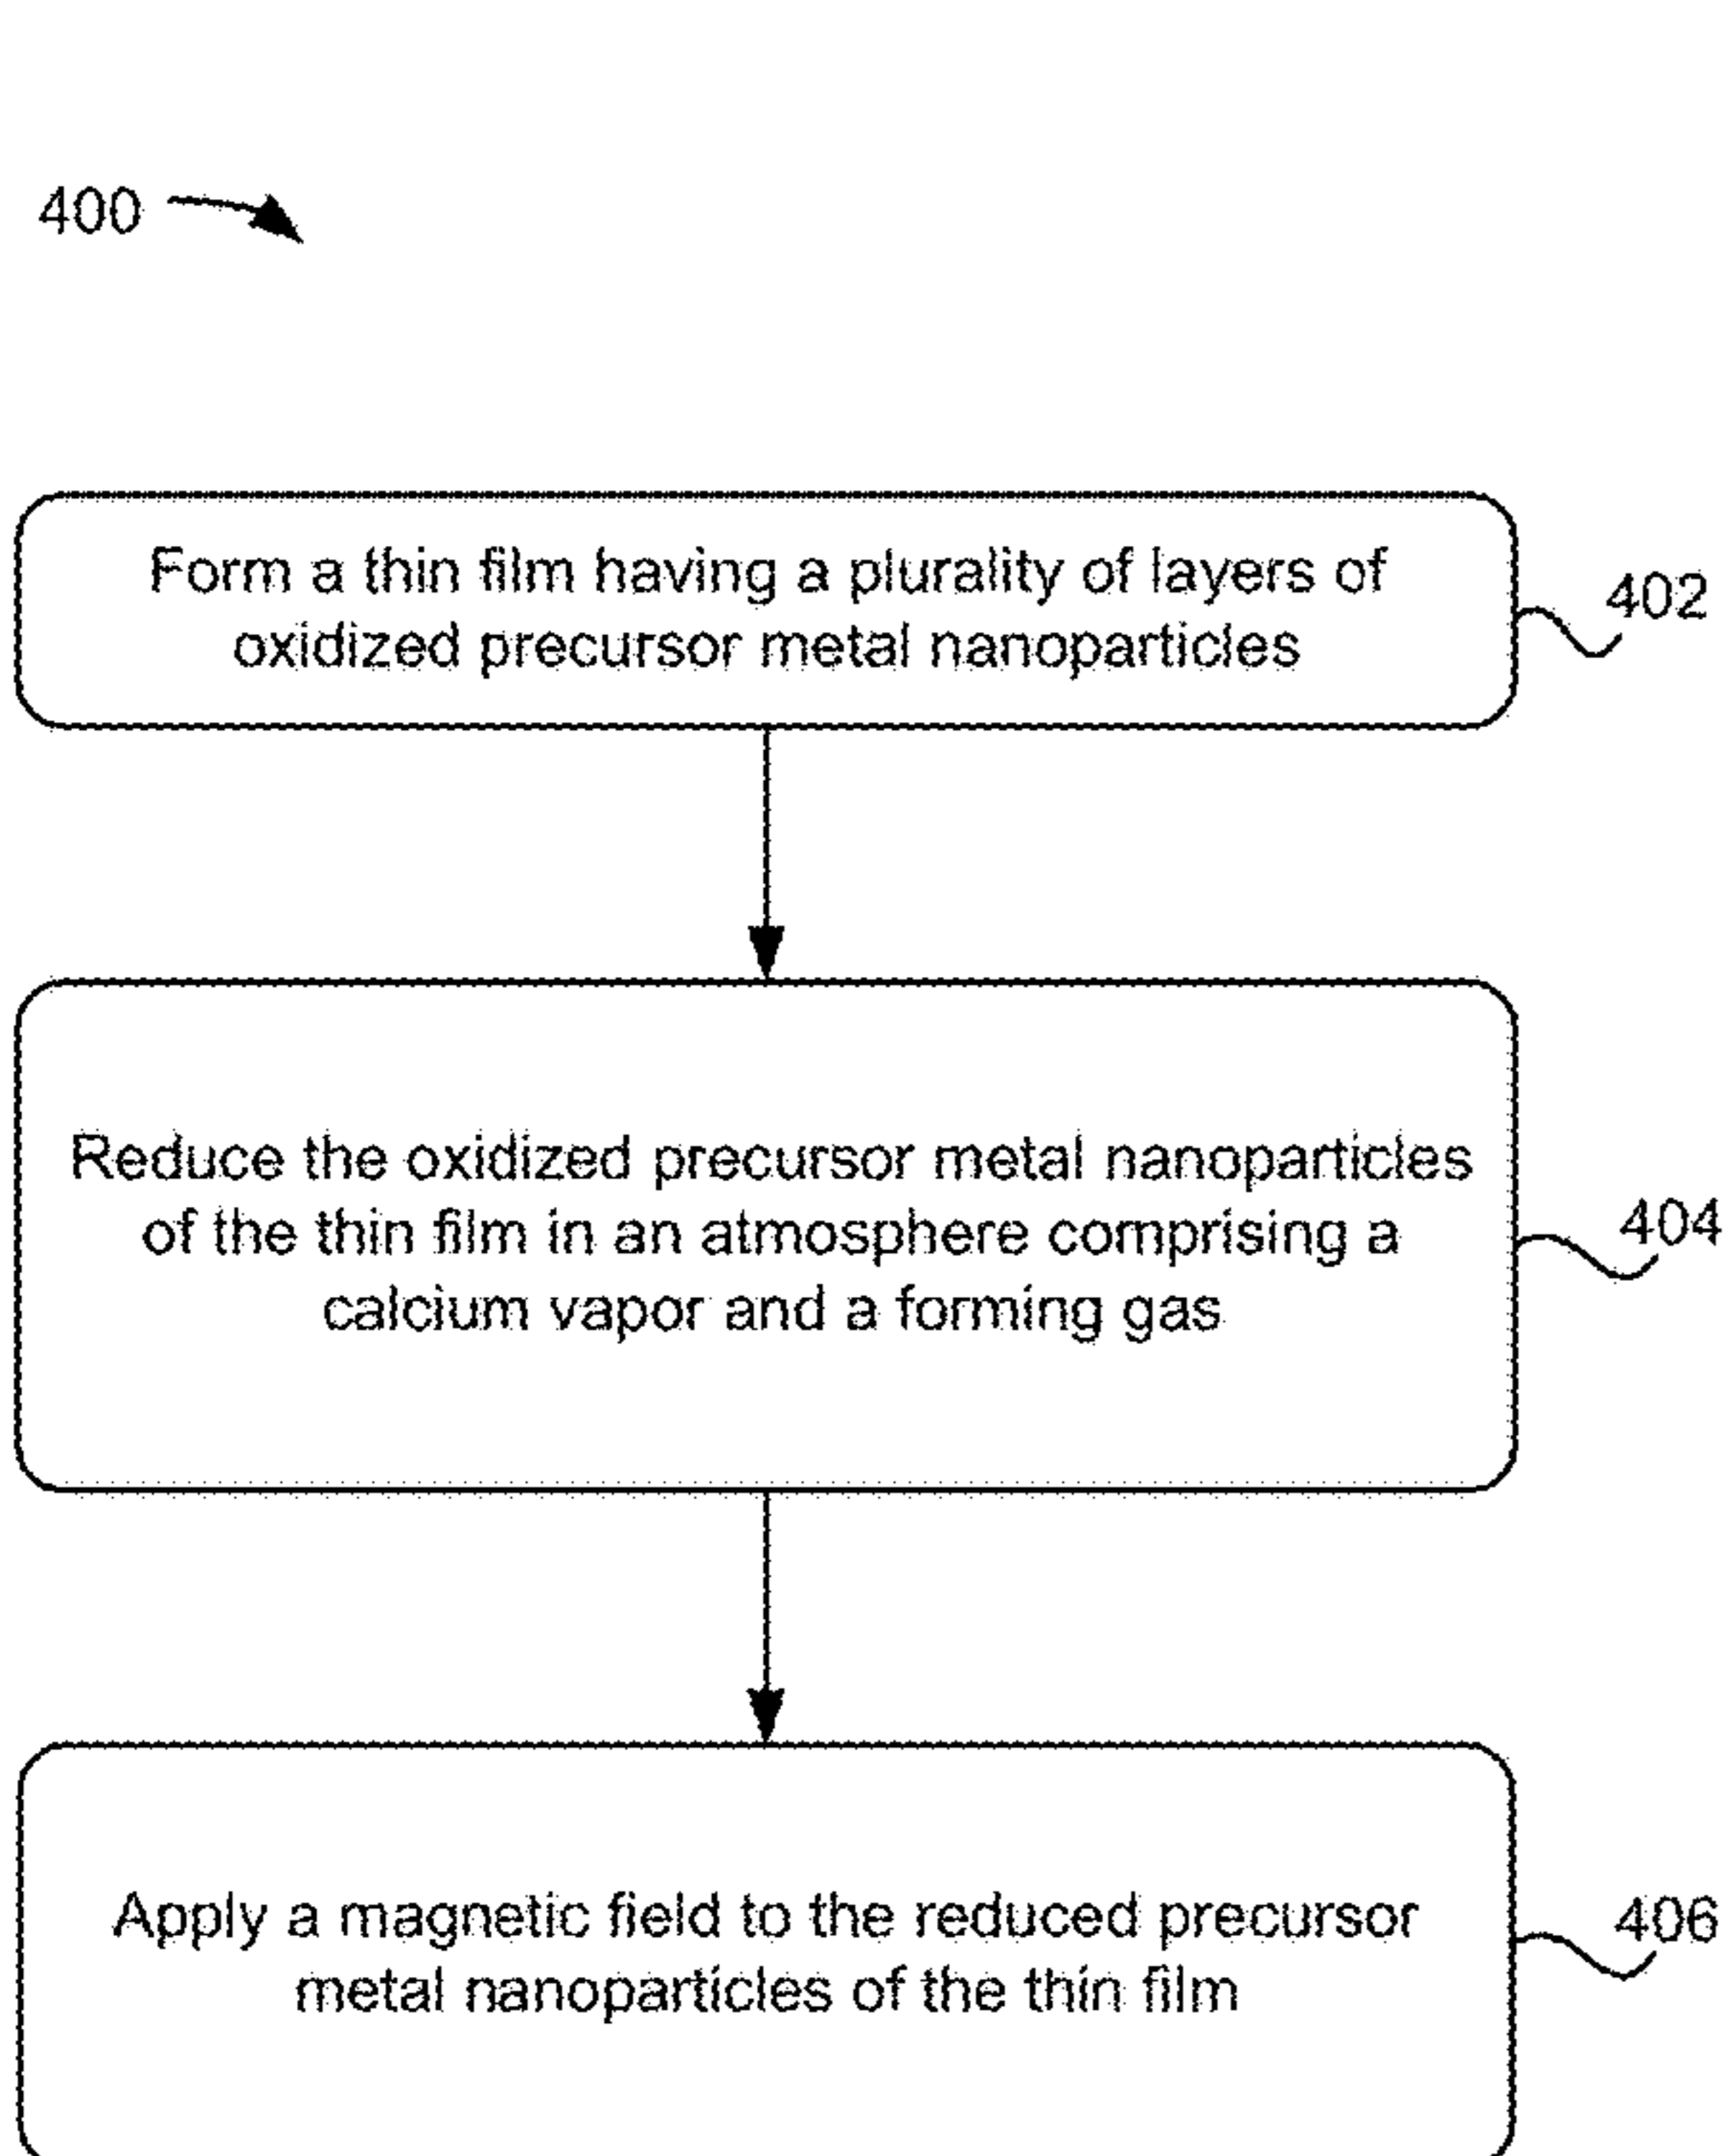 400
Form a thin film having a plurality of layers of
oxidized precursor metal nanoparticles
402
Reduce the oxidized precursor metal nanoparticles
of the thin film in an atmosphere comprising a
calcium vapor and a forming gas
404
Apply a magnetic field to the reduced precursor
metal nanoparticles of the thin film
406